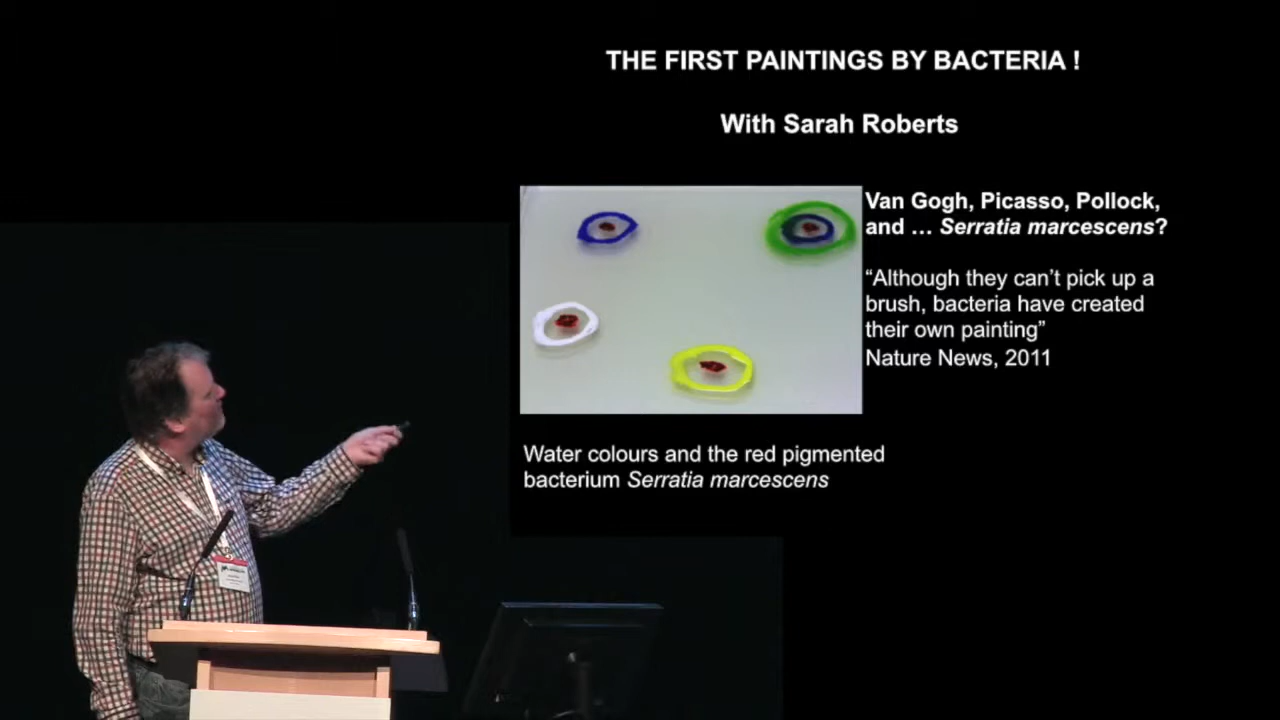 THE FIRST PAINTINGS BY BACTERIA !
With Sarah Roberts
Van Gogh, Picasso, Pollock,
and … Serratia marcescens?
“Although they can’t pick up a
brush, bacteria have created
their own painting”
Nature News, 2011
Water colours and the red pigmented
bacterium Serratia marcescens